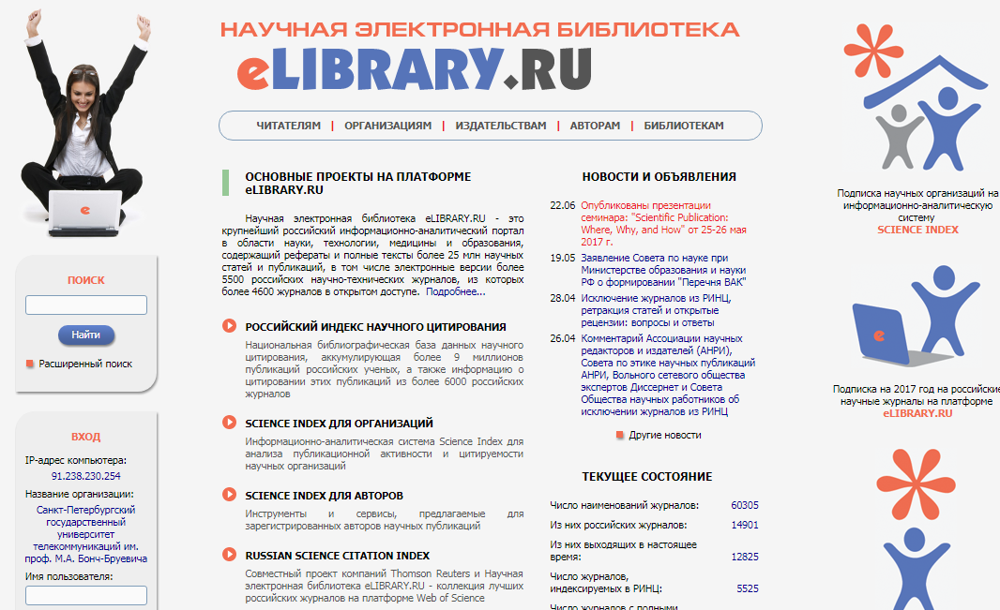 НАУЧНАЯ ЭЛЕКТРОННАЯ БИБЛИОТЕКА
eLIBRARY.RU
ЧИТАТЕЛЯМ | ОРГАНИЗАЦИЯМ | ИЗДАТЕЛЬСТВАМ | АВТОРАМ | БИБЛИОТЕКАМ
e
ПОИСК
Найти
Расширенный поиск
ВХОД
IP-адрес компьютера:
91.238.230.254
Название организации:
Санкт-Петербургский
государственный
университет
телекоммуникаций им.
проф. М.А. Бонч-Бруевича
Имя пользователя:
ОСНОВНЫЕ ПРОЕКТЫ НА ПЛАТФОРМЕ
eLIBRARY.RU
Научная электронная библиотека eLIBRARY.RU - это
крупнейший российский информационно-аналитический портал
в области науки, технологии, медицины и образования,
содержащий рефераты и полные тексты более 25 млн научных
статей и публикаций, в том числе электронные версии более
5500 российских научно-технических журналов, из которых
более 4600 журналов в открытом доступе. Подробнее...
РОССИЙСКИЙ ИНДЕКС НАУЧНОГО ЦИТИРОВАНИЯ
Национальная библиографическая база данных научного
цитирования, аккумулирующая более 9 миллионов
публикаций российских ученых, а также информацию о
цитировании этих публикаций из более 6000 российских
журналов
SCIENCE INDEX ДЛЯ ОРГАНИЗАЦИЙ
Информационно-аналитическая система Science Index для
анализа публикационной активности и цитируемости
научных организаций
SCIENCE INDEX ДЛЯ АВТОРОВ
Инструменты и сервисы, предлагаемые для
зарегистрированных авторов научных публикаций
RUSSIAN SCIENCE CITATION INDEX
Совместный проект компаний Thomson Reuters и Научная
электронная библиотека eLIBRARY.RU - коллекция лучших
российских журналов на платформе Web of Science
НОВОСТИ И ОБЪЯВЛЕНИЯ
22.06 Опубликованы презентации
семинара: "Scientific Publication:
Where, Why, and How" от 25-26 мая
2017 г.
19.05 Заявление Совета по науке при
Министерстве образования и науки
РФ о формировании "Перечня ВАК"
28.04 Исключение журналов из РИНЦ,
ретракция статей и открытые
рецензии: вопросы и ответы
26.04 Комментарий Ассоциации научных
редакторов и издателей (АНРИ),
Совета по этике научных публикаций
АНРИ, Вольного сетевого общества
экспертов Диссернет и Совета
Общества научных работников об
исключении журналов из РИНЦ
Другие новости
ТЕКУЩЕЕ СОСТОЯНИЕ
Число наименований журналов: 60305
Из них российских журналов: 14901
Из них выходящих в настоящее
время: 12825
Число журналов,
индексируемых в РИНЦ: 5525
Число журналов с полными
Подписка научных организаций на
информационно-аналитическую
систему
SCIENCE INDEX
e
Подписка на 2017 год на российские
научные журналы на платформе
eLIBRARY.RU